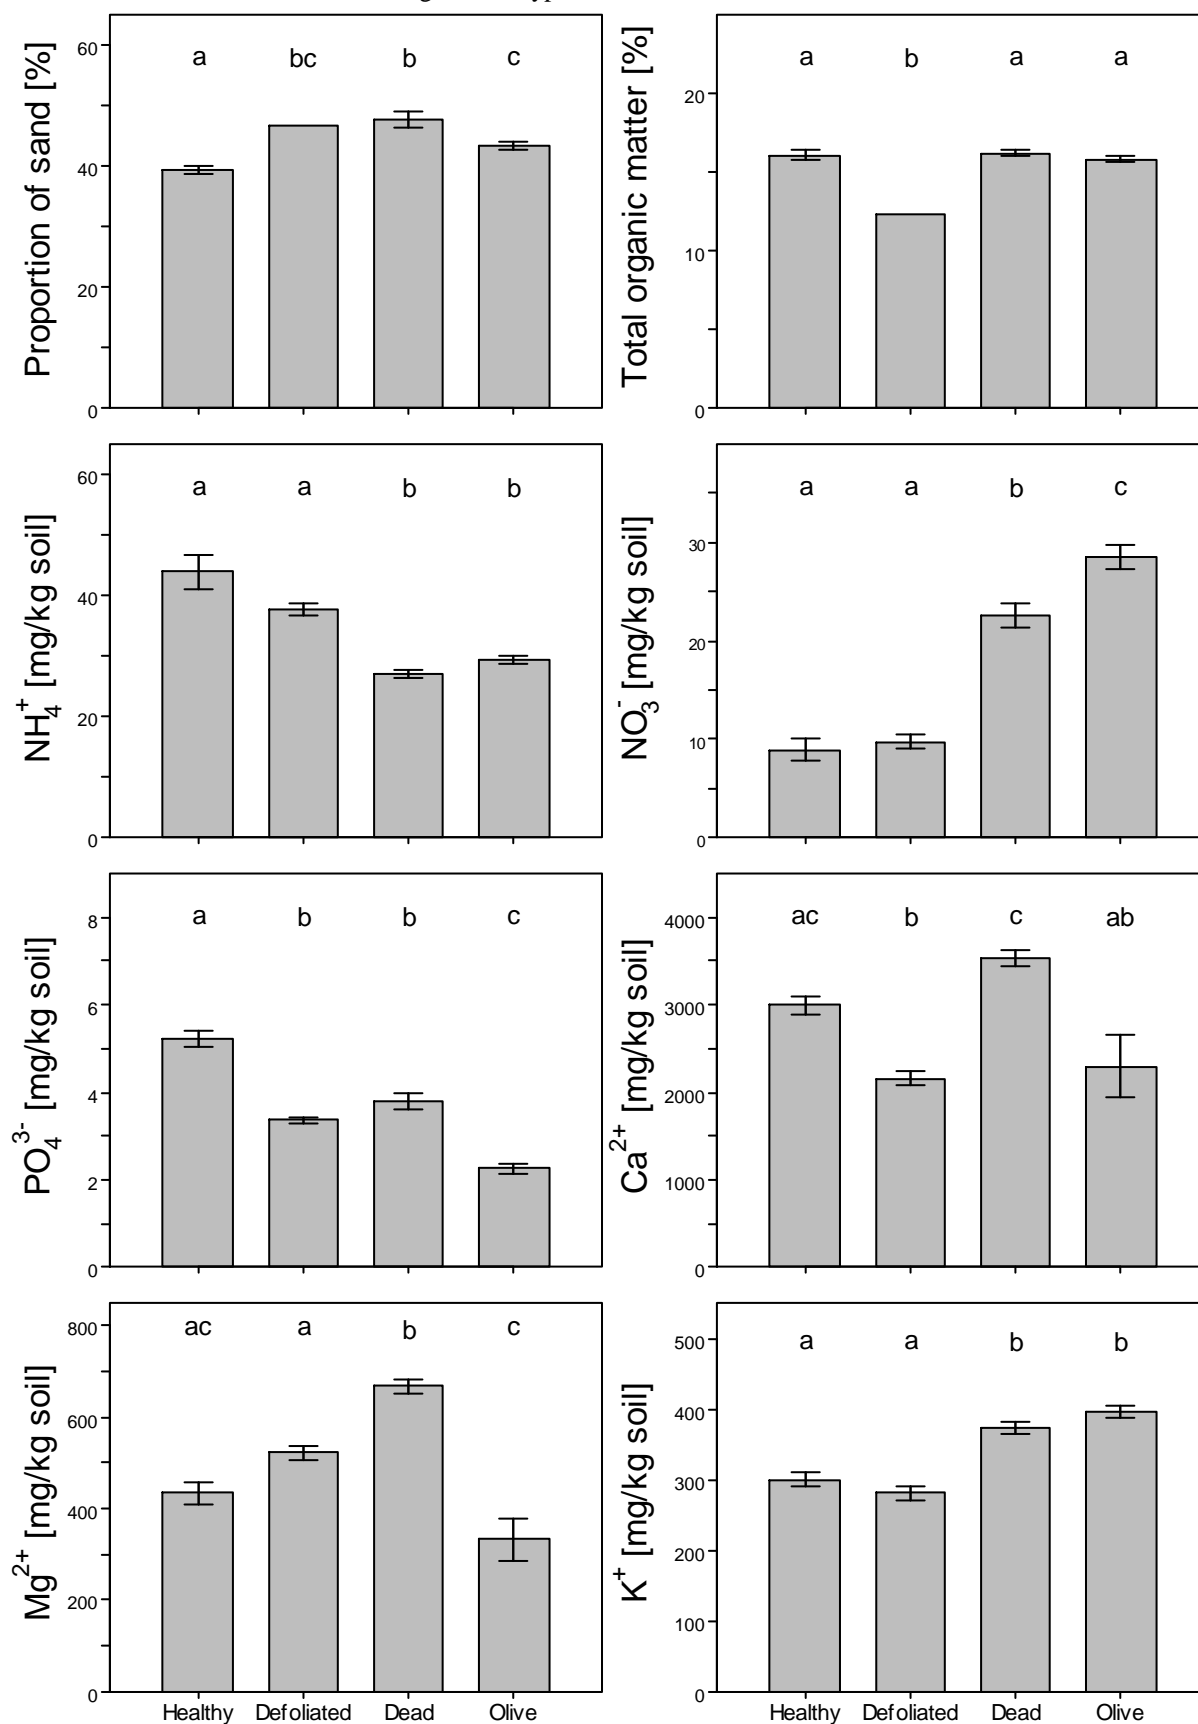 Proportion of sand [%]
60
40
20
0
a bc b c
Total organic matter [%]
20
10
0
a b a a
NH4+ [mg/kg soil]
60
40
20
0
a a b b
NO3- [mg/kg soil]
30
20
10
0
a a b c
PO43- [mg/kg soil]
8
6
4
2
0
a b b c
Ca2+ [mg/kg soil]
4000
3000
2000
1000
0
ac b c ab
Mg2+ [mg/kg soil]
800
600
400
200
0
ac a b c
Healthy Defoliated Dead Olive
K+ [mg/kg soil]
500
400
300
200
100
0
a a b b
Healthy Defoliated Dead Olive